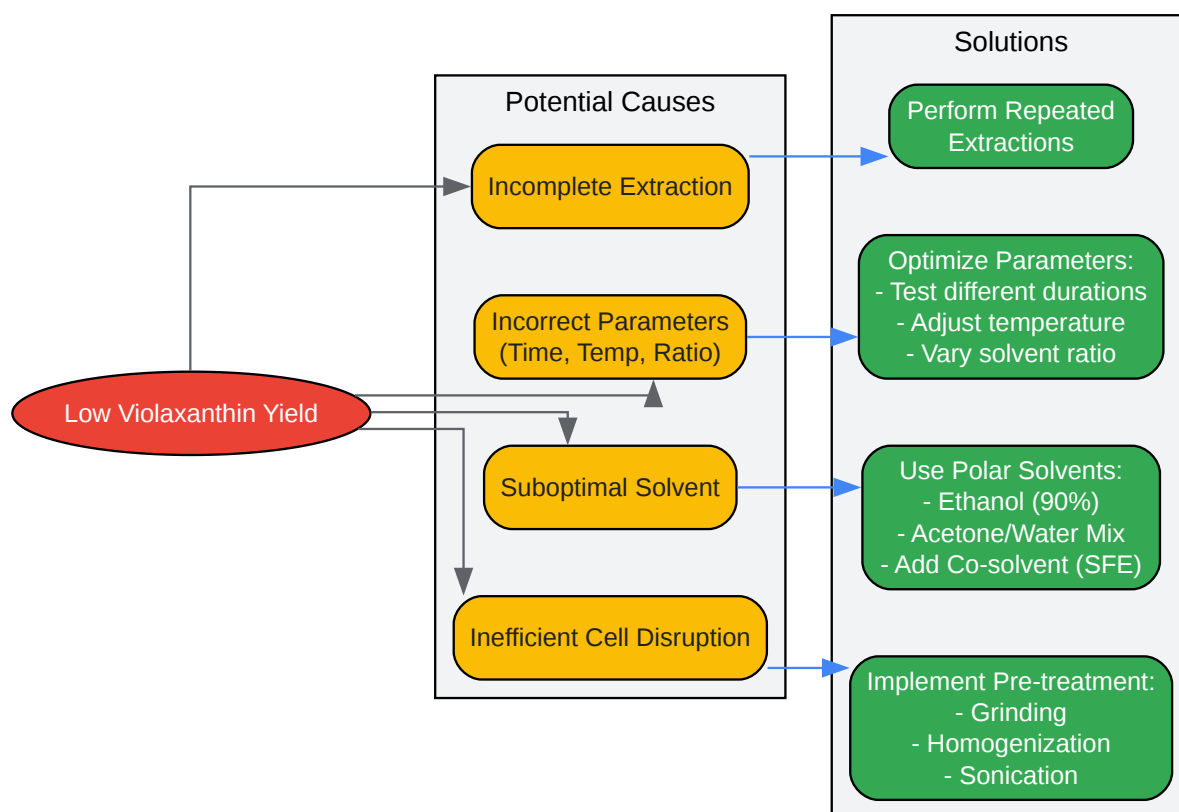 Solutions
Potential Causes
Perform Repeated
Extractions
Incomplete Extraction
Optimize Parameters:
- Test different durations
- Adjust temperature
- Vary solvent ratio
Incorrect Parameters
(Time, Temp, Ratio)
Low Violaxanthin Yield
Suboptimal Solvent
Use Polar Solvents:
- Ethanol (90%)
- Acetone/Water Mix
- Add Co-solvent (SFE)
Inefficient Cell Disruption
Implement Pre-treatment:
- Grinding
- Homogenization
- Sonication